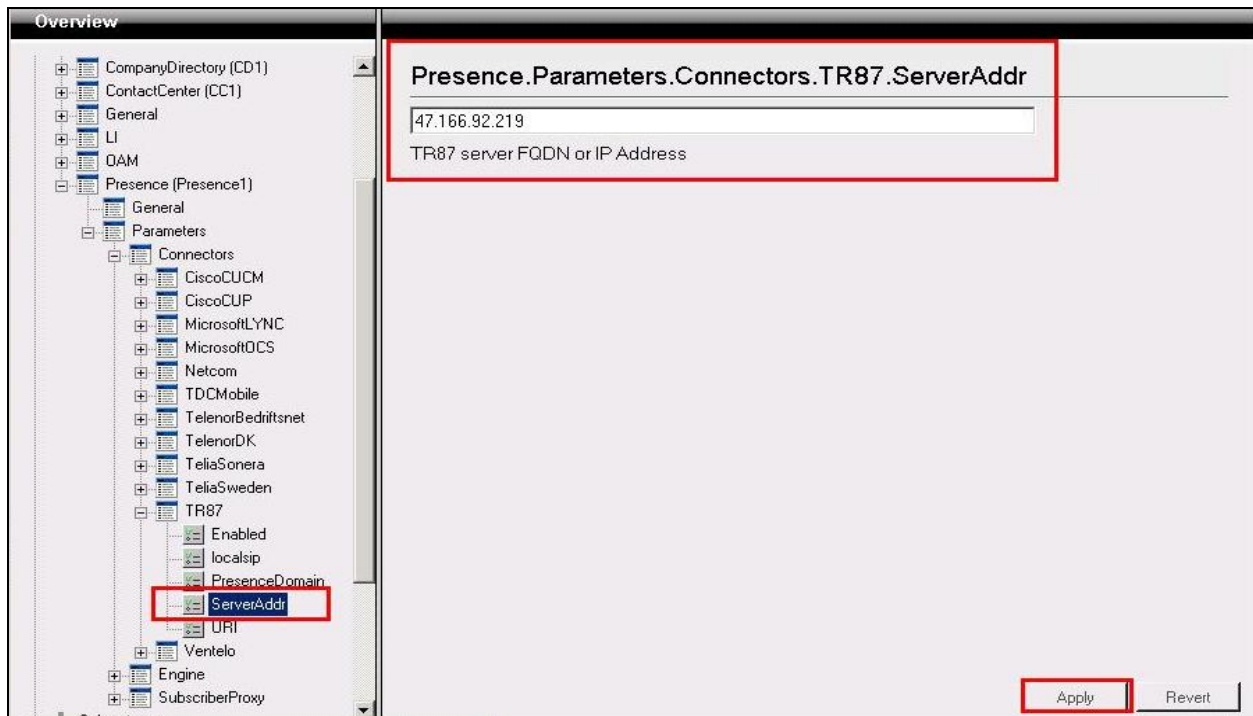 Overview
CompanyDirectory (CD1)
ContactCenter (CC1)
General
LI
OAM
Presence (Presence1)
General
Parameters
Connectors
CiscoCUCM
CiscoCUP
MicrosoftLYNC
MicrosoftOCS
Netcom
TDCMobile
TelenorBedriftsnet
TelenorDK
TeliaSonera
TeliaSweden
TR87
Enabled
localsip
PresenceDomain
ServerAddr
URI
Ventelo
Engine
SubscriberProxy
Presence.Parameters.Connectors.TR87.ServerAddr
47.166.92.219
TR87 server FQDN or IP Address
Apply
Revert